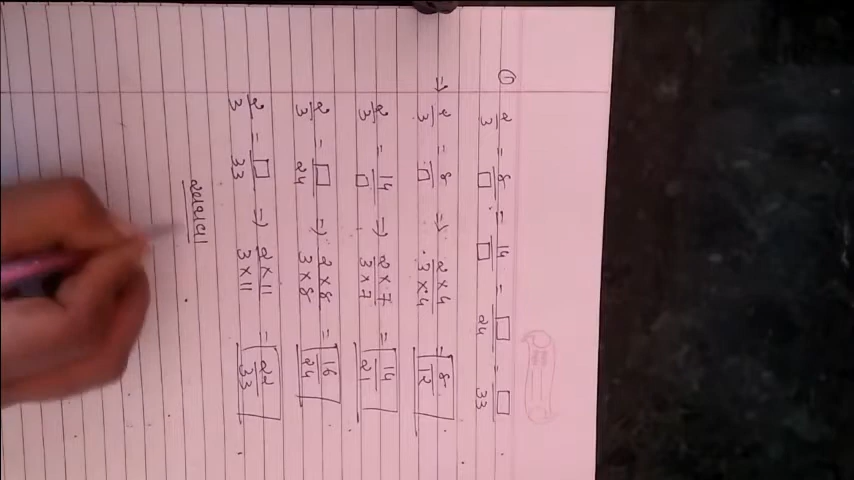 ① 2/3 = 8/□ = 14/□ = □/24 = □/33
⇒ 2/3 = 8/□ ⇒ 2×4/3×4 = 8/12
2/3 = 14/□ ⇒ 2×7/3×7 = 14/21
2/3 = □/24 ⇒ 2×8/3×8 = 16/24
2/3 = □/33 ⇒ 2×11/3×11 = 22/33